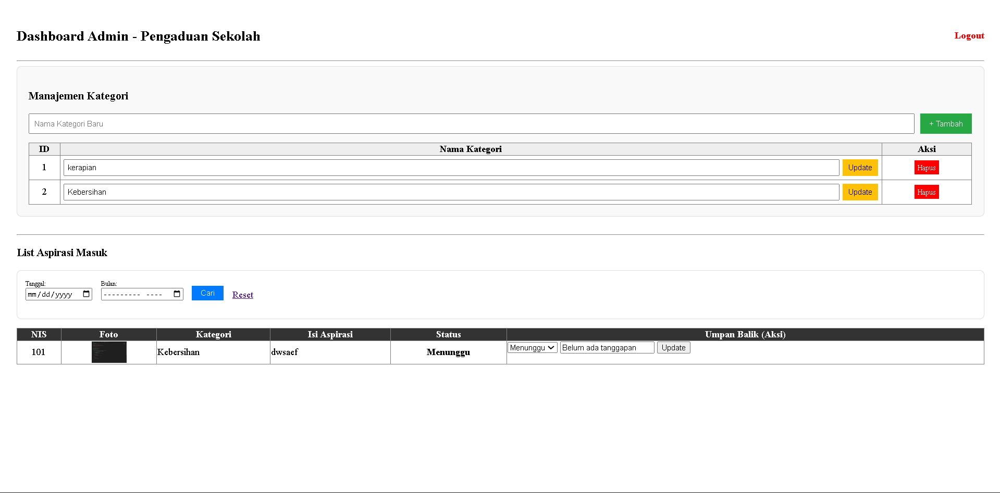 Dashboard Admin - Pengaduan Sekolah Logout
Manajemen Kategori
Nama Kategori Baru + Tambah
ID Nama Kategori Aksi
1 kerapian Update Hapus
2 Kebersihan Update Hapus
List Aspirasi Masuk
Tanggal: Bulan:
mm/dd/yyyy --------- ---- Cari Reset
NIS Foto Kategori Isi Aspirasi Status Umpan Balik (Aksi)
101 Kebersihan dwsaef Menunggu Menunggu Belum ada tanggapan Update